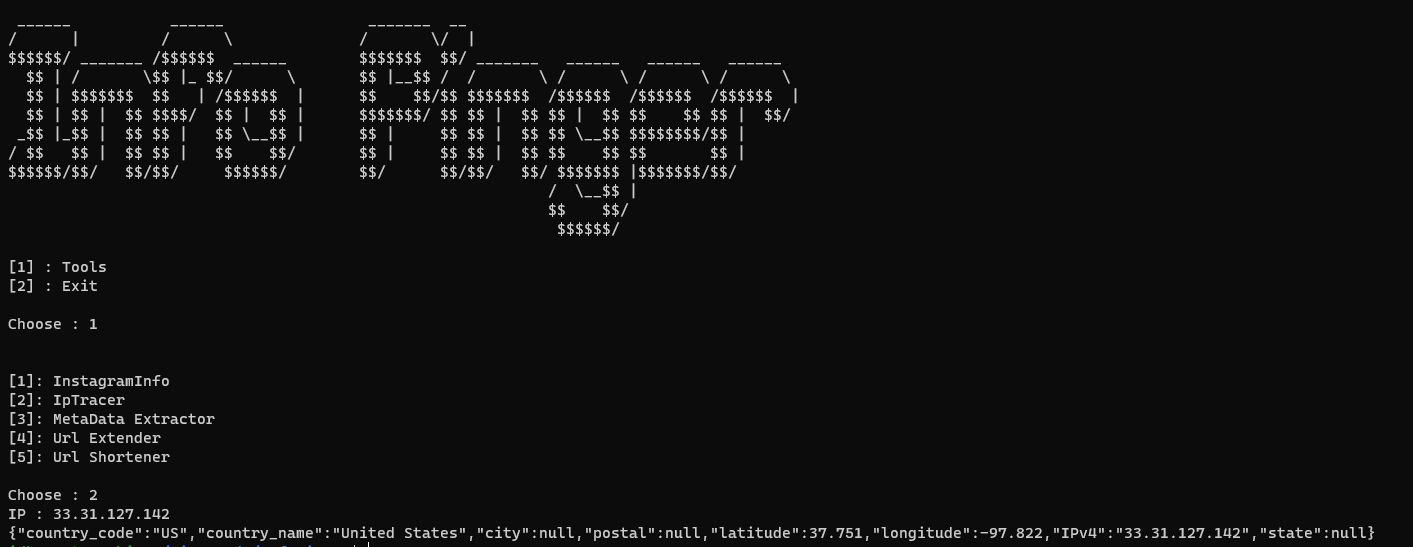 Info Finger
[1] : Tools
[2] : Exit
Choose : 1
[1]: InstagramInfo
[2]: IpTracer
[3]: MetaData Extractor
[4]: Url Extender
[5]: Url Shortener
Choose : 2
IP : 33.31.127.142
{"country_code":"US","country_name":"United States","city":null,"postal":null,"latitude":37.751,"longitude":-97.822,"IPv4":"33.31.127.142","state":null}